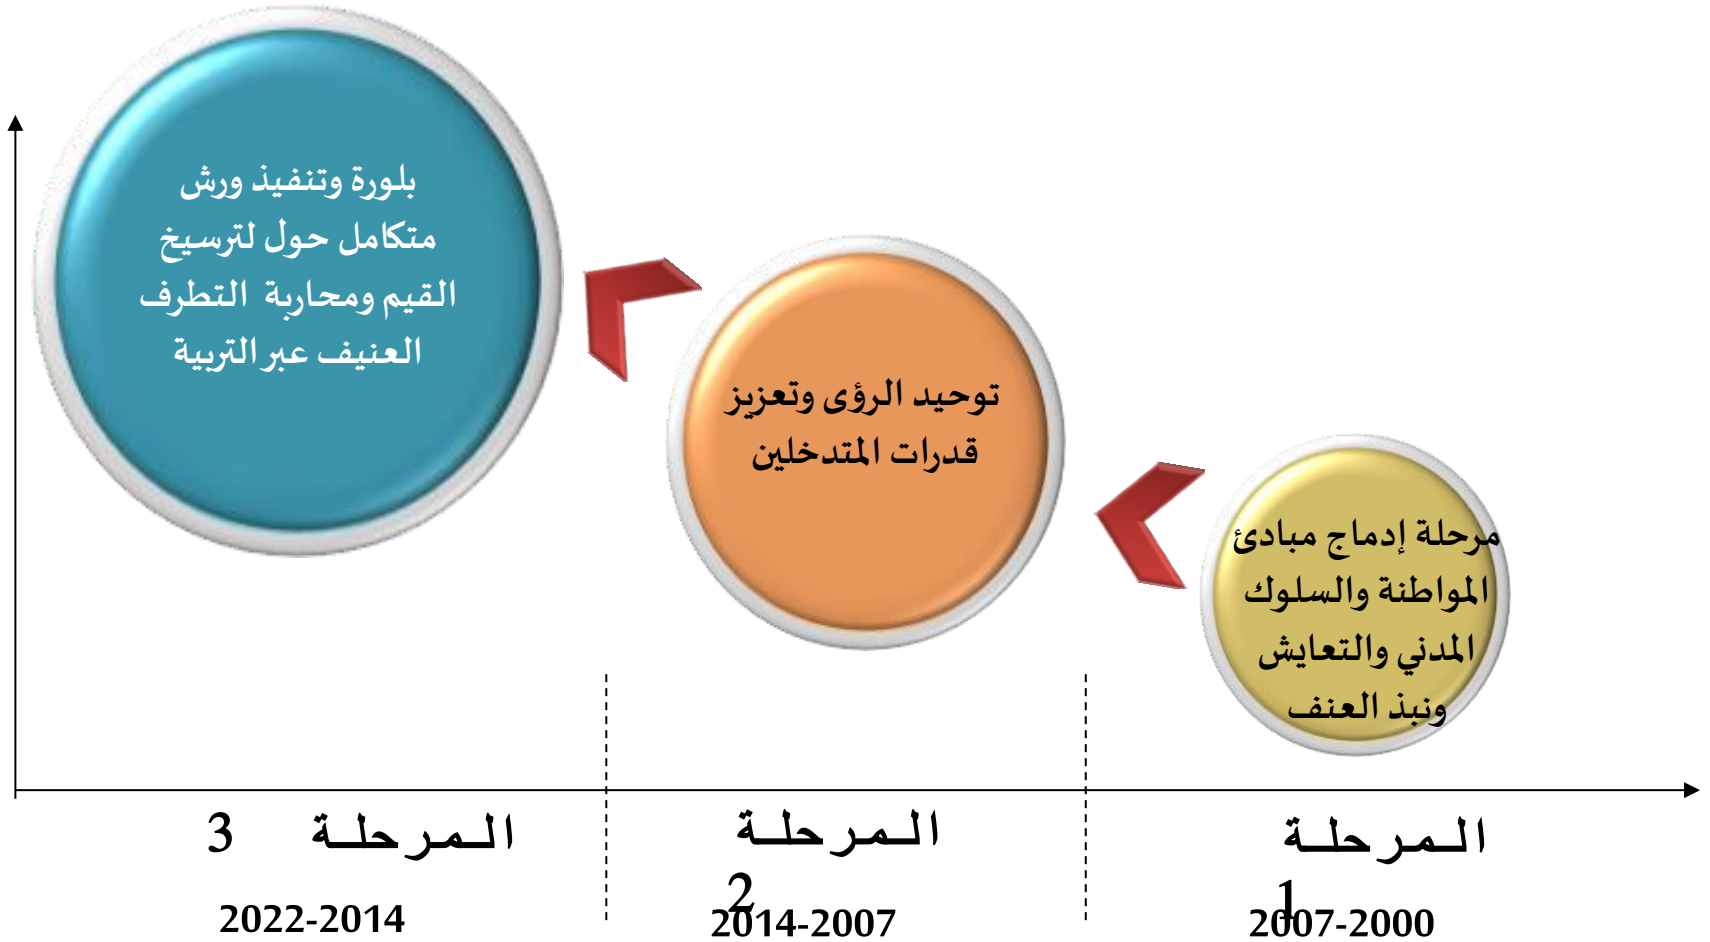 بلورة وتنفيذ ورش
متكامل حول لترسيخ
القيم ومحاربة التطرف
العنيف عبر التربية
توحيد الرؤى وتعزيز
قدرات المتدخلين
مرحلة إدماج مبادئ
المواطنة والسلوك
المدني والتعايش
ونبذ العنف
المرحلة 3
2022-2014
المرحلة
2
2014-2007
المرحلة
1
2007-2000